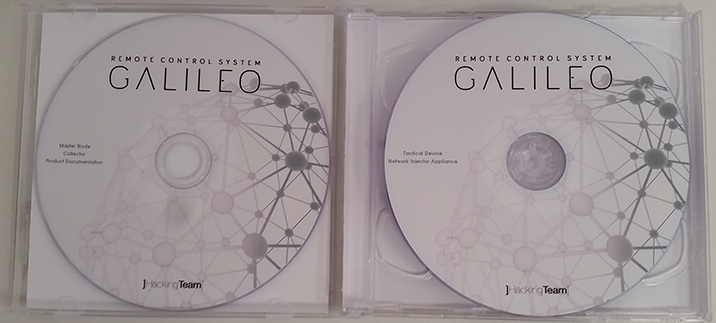 REMOTE CONTROL SYSTEM
GALILEO
Master Node
Collector
Product Documentation
]HackingTeam[
REMOTE CONTROL SYSTEM
GALILEO
Tactical Device
Network Injector Appliance
]HackingTeam[